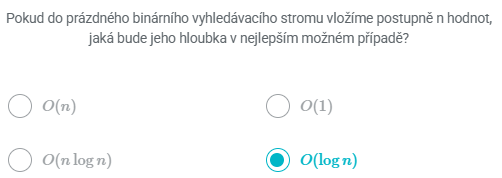 Pokud do prázdného binárního vyhledávacího stromu vložíme postupně n hodnot,
jaká bude jeho hloubka v nejlepším možném případě?
O(n)
O(1)
O(n log n)
O(log n)